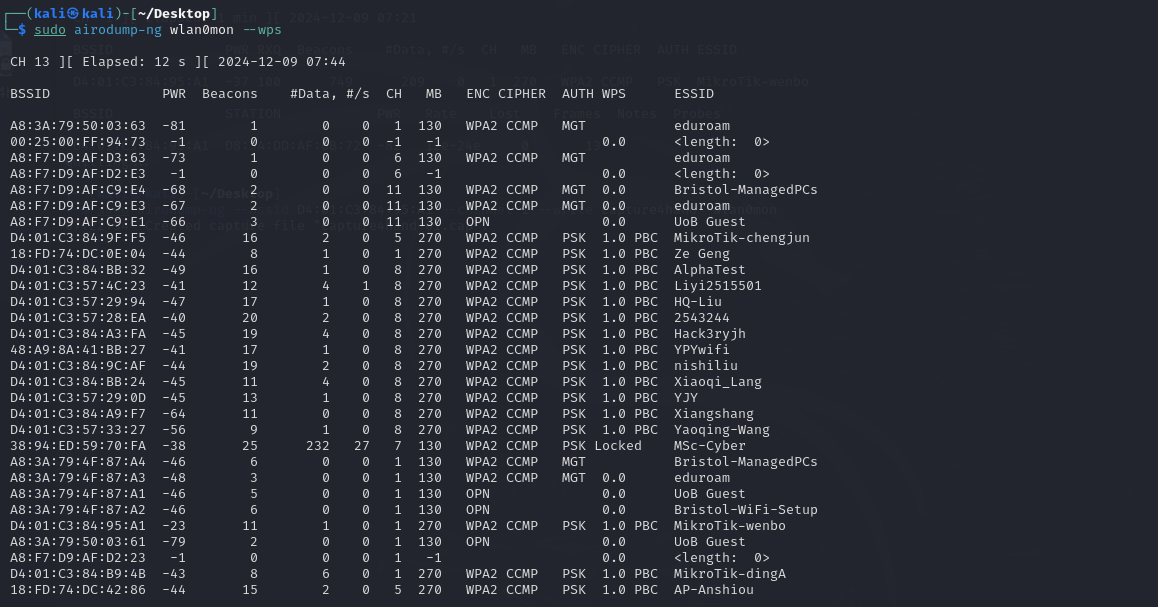 ┌──(kali㉿kali)-[~/Desktop]
└─$ sudo airodump-ng wlan0mon --wps
CH 13 ][ Elapsed: 12 s ][ 2024-12-09 07:44
BSSID              PWR  Beacons    #Data, #/s  CH   MB   ENC CIPHER  AUTH WPS      ESSID
A8:3A:79:50:03:63  -81        1        0    0   1  130   WPA2 CCMP   MGT           eduroam
00:25:00:FF:94:73   -1        0        0    0  -1   -1                    0.0      <length:  0>
A8:F7:D9:AF:D3:63  -73        1        0    0   6  130   WPA2 CCMP   MGT           eduroam
A8:F7:D9:AF:D2:E3   -1        0        0    0   6   -1                    0.0      <length:  0>
A8:F7:D9:AF:C9:E4  -68        2        0    0  11  130   WPA2 CCMP   MGT  0.0      Bristol-ManagedPCs
A8:F7:D9:AF:C9:E3  -67        2        0    0  11  130   WPA2 CCMP   MGT  0.0      eduroam
A8:F7:D9:AF:C9:E1  -66        3        0    0  11  130   OPN              0.0      UoB Guest
D4:01:C3:84:9F:F5  -46       16        2    0   5  270   WPA2 CCMP   PSK  1.0 PBC  MikroTik-chengjun
18:FD:74:DC:0E:04  -44        8        1    0   1  270   WPA2 CCMP   PSK  1.0 PBC  Ze Geng
D4:01:C3:84:BB:32  -49       16        1    0   8  270   WPA2 CCMP   PSK  1.0 PBC  AlphaTest
D4:01:C3:57:4C:23  -41       12        4    1   8  270   WPA2 CCMP   PSK  1.0 PBC  Liyi2515501
D4:01:C3:57:29:94  -47       17        1    0   8  270   WPA2 CCMP   PSK  1.0 PBC  HQ-Liu
D4:01:C3:57:28:EA  -40       20        2    0   8  270   WPA2 CCMP   PSK  1.0 PBC  2543244
D4:01:C3:84:A3:FA  -45       19        4    0   8  270   WPA2 CCMP   PSK  1.0 PBC  Hack3ryjh
48:A9:8A:41:BB:27  -41       17        1    0   8  270   WPA2 CCMP   PSK  1.0 PBC  YPYwifi
D4:01:C3:84:9C:AF  -44       19        2    0   8  270   WPA2 CCMP   PSK  1.0 PBC  nishiliu
D4:01:C3:84:BB:24  -45       11        4    0   8  270   WPA2 CCMP   PSK  1.0 PBC  Xiaoqi_Lang
D4:01:C3:57:29:0D  -45       13        1    0   8  270   WPA2 CCMP   PSK  1.0 PBC  YJY
D4:01:C3:84:A9:F7  -64       11        0    0   8  270   WPA2 CCMP   PSK  1.0 PBC  Xiangshang
D4:01:C3:57:33:27  -56        9        1    0   8  270   WPA2 CCMP   PSK  1.0 PBC  Yaoqing-Wang
38:94:ED:59:70:FA  -38       25      232   27   7  130   WPA2 CCMP   PSK Locked    MSc-Cyber
A8:3A:79:4F:87:A4  -46        6        0    0   1  130   WPA2 CCMP   MGT           Bristol-ManagedPCs
A8:3A:79:4F:87:A3  -48        3        0    0   1  130   WPA2 CCMP   MGT  0.0      eduroam
A8:3A:79:4F:87:A1  -46        5        0    0   1  130   OPN              0.0      UoB Guest
A8:3A:79:4F:87:A2  -46        6        0    0   1  130   OPN              0.0      Bristol-WiFi-Setup
D4:01:C3:84:95:A1  -23       11        1    0   1  270   WPA2 CCMP   PSK  1.0 PBC  MikroTik-wenbo
A8:3A:79:50:03:61  -79        2        0    0   1  130   OPN              0.0      UoB Guest
A8:F7:D9:AF:D2:23   -1        0        0    0   1   -1                    0.0      <length:  0>
D4:01:C3:84:B9:4B  -43        8        6    0   1  270   WPA2 CCMP   PSK  1.0 PBC  MikroTik-dingA
18:FD:74:DC:42:86  -44       15        2    0   5  270   WPA2 CCMP   PSK  1.0 PBC  AP-Anshiou